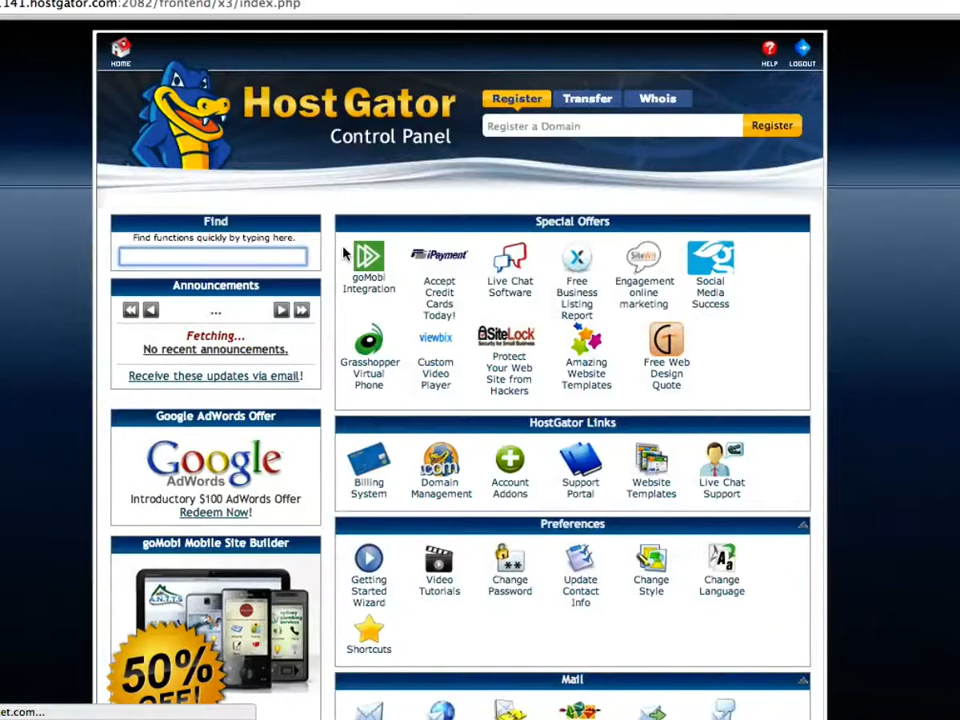 141.hostgator.com:2082/frontend/x3/index.php
HOME
HELP
LOGOUT
HostGator
Control Panel
Register
Transfer
Whois
Register a Domain
Register
Find
Find functions quickly by typing here.
Announcements
...
Fetching...
No recent announcements.
Receive these updates via email!
Google AdWords Offer
Google
AdWords
Introductory $100 AdWords Offer
Redeem Now!
goMobi Mobile Site Builder
50%
OFF!
Special Offers
goMobi
Integration
iPayment
Accept
Credit
Cards
Today!
Live Chat
Software
Free
Business
Listing
Report
SiteWit
Engagement
online
marketing
Social
Media
Success
Grasshopper
Virtual
Phone
viewbix
Custom
Video
Player
SiteLock
Protect
Your Web
Site from
Hackers
Amazing
Website
Templates
Free Web
Design
Quote
HostGator Links
Billing
System
.COM
Domain
Management
Account
Addons
Support
Portal
Website
Templates
Live Chat
Support
Preferences
Getting
Started
Wizard
Video
Tutorials
**
Change
Password
Update
Contact
Info
Change
Style
Change
Language
Shortcuts
Mail
et.com...